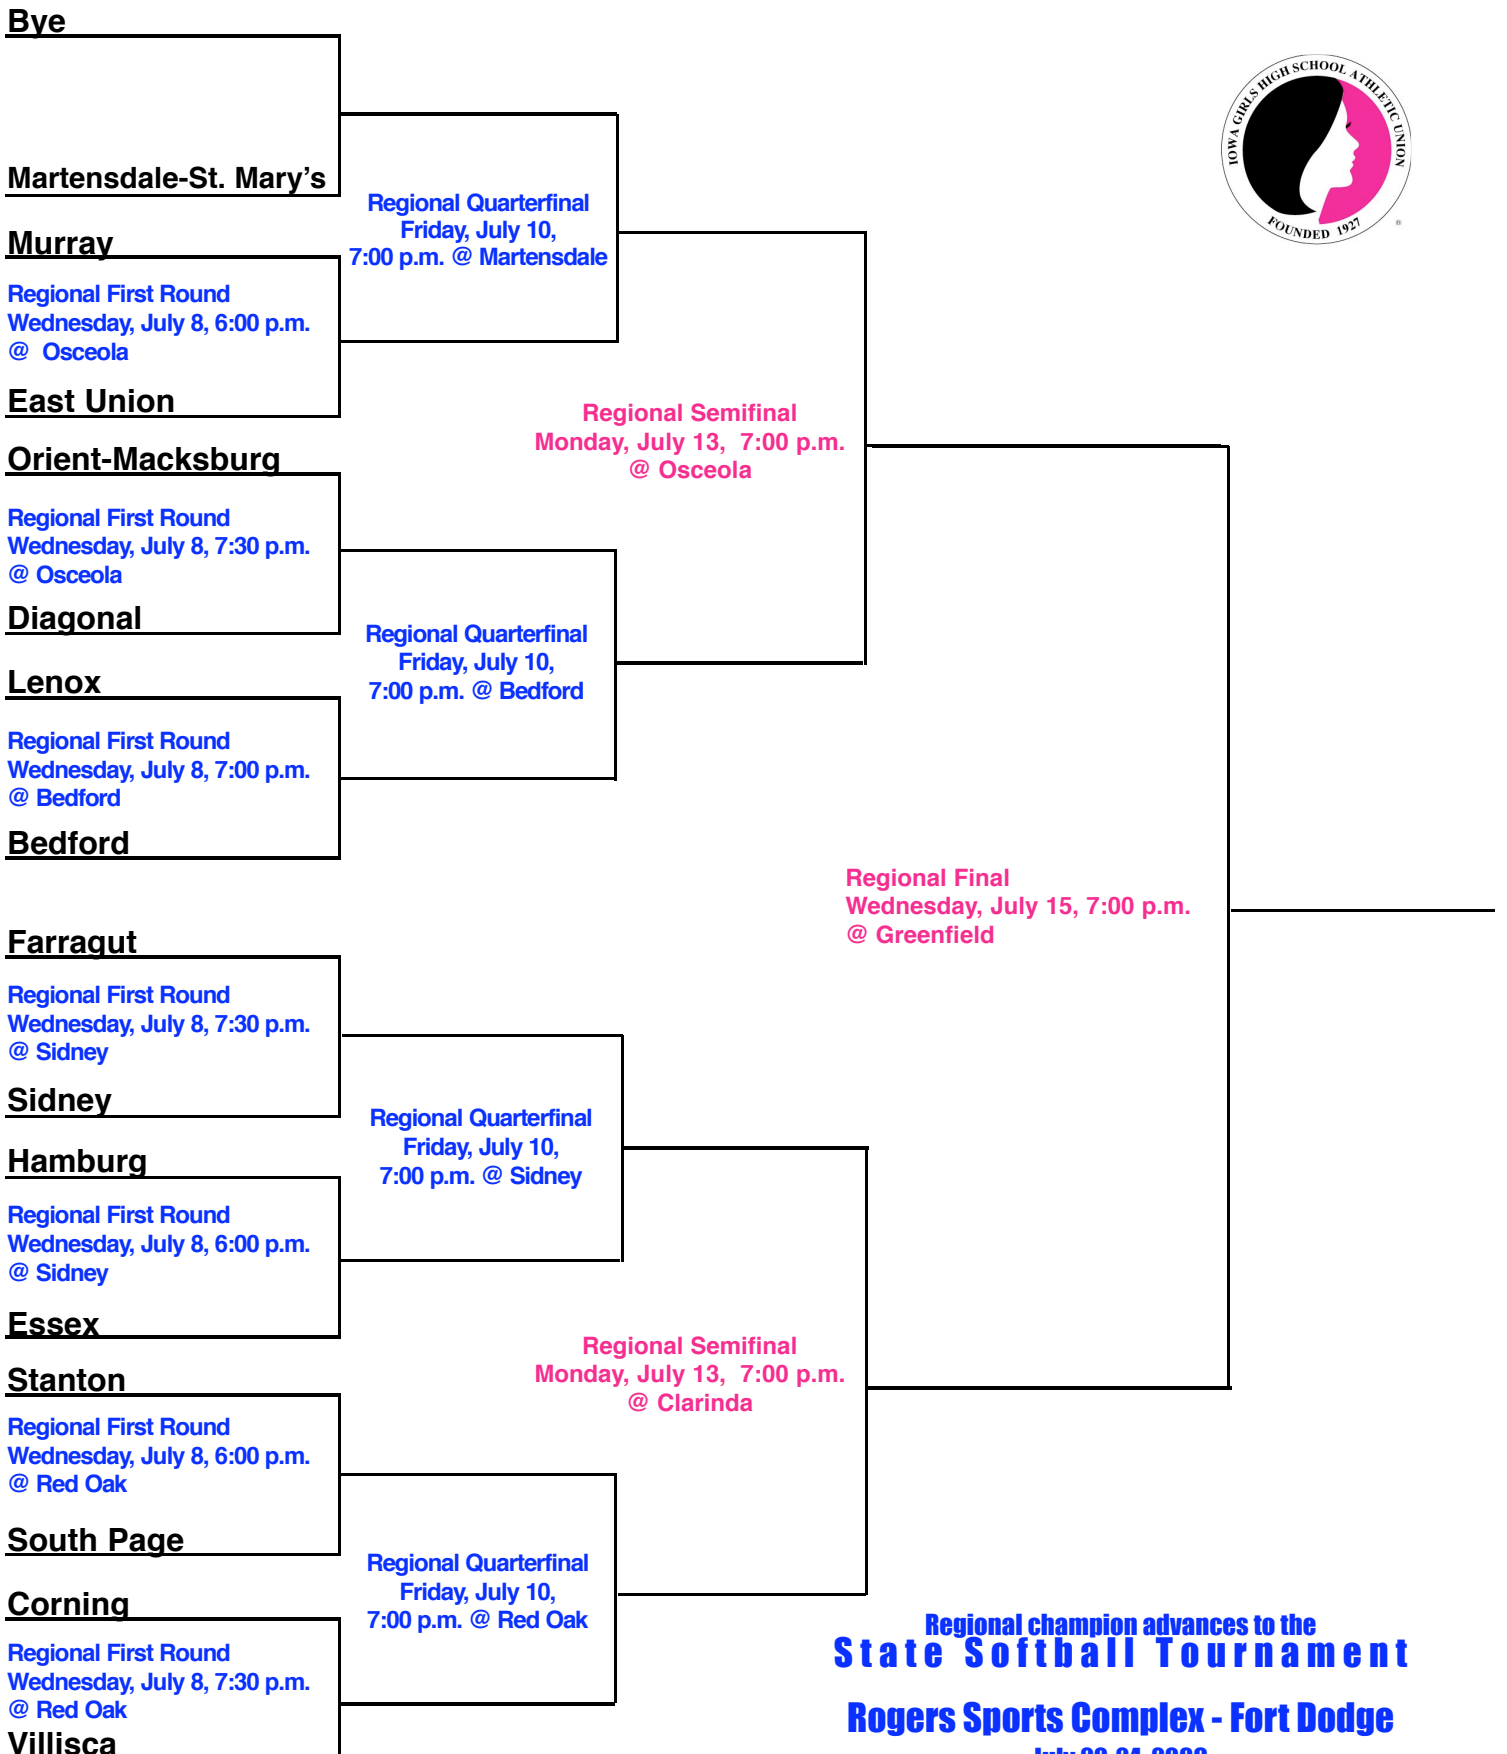 Bye
IOWA GIRLS HIGH SCHOOL ATHLETIC UNION
FOUNDED 1927
®
Martensdale-St. Mary's
Regional Quarterfinal
Friday, July 10,
7:00 p.m. @ Martensdale
Murray
Regional First Round
Wednesday, July 8, 6:00 p.m.
@ Osceola
East Union
Regional Semifinal
Monday, July 13, 7:00 p.m.
@ Osceola
Orient-Macksburg
Regional First Round
Wednesday, July 8, 7:30 p.m.
@ Osceola
Diagonal
Regional Quarterfinal
Friday, July 10,
7:00 p.m. @ Bedford
Lenox
Regional First Round
Wednesday, July 8, 7:00 p.m.
@ Bedford
Bedford
Regional Final
Wednesday, July 15, 7:00 p.m.
@ Greenfield
Farragut
Regional First Round
Wednesday, July 8, 7:30 p.m.
@ Sidney
Sidney
Regional Quarterfinal
Friday, July 10,
7:00 p.m. @ Sidney
Hamburg
Regional First Round
Wednesday, July 8, 6:00 p.m.
@ Sidney
Essex
Regional Semifinal
Monday, July 13, 7:00 p.m.
@ Clarinda
Stanton
Regional First Round
Wednesday, July 8, 6:00 p.m.
@ Red Oak
South Page
Regional Quarterfinal
Friday, July 10,
7:00 p.m. @ Red Oak
Corning
Regional First Round
Wednesday, July 8, 7:30 p.m.
@ Red Oak
Villisca
Regional champion advances to the
State Softball Tournament
Rogers Sports Complex - Fort Dodge
July